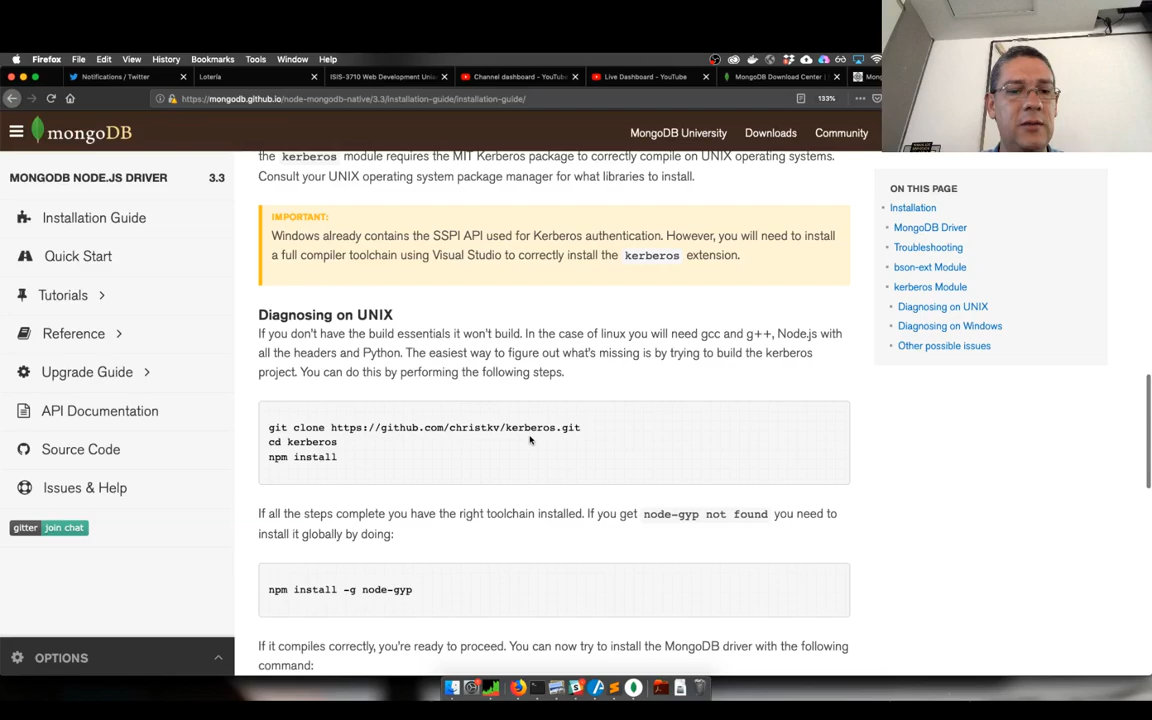 Firefox File Edit View History Bookmarks Tools Window Help
Notifications / Twitter
Lotería
ISIS-3710 Web Development Uni
Channel dashboard - YouTube
Live Dashboard - YouTube
MongoDB Download Center |
Mong
https://mongodb.github.io/node-mongodb-native/3.3/installation-guide/installation-guide/
133%
mongoDB
MongoDB University Downloads Community
MONGODB NODE.JS DRIVER 3.3
Installation Guide
Quick Start
Tutorials
Reference
Upgrade Guide
API Documentation
Source Code
Issues & Help
gitter join chat
OPTIONS
the kerberos module requires the MIT Kerberos package to correctly compile on UNIX operating systems.
Consult your UNIX operating system package manager for what libraries to install.
IMPORTANT:
Windows already contains the SSPI API used for Kerberos authentication. However, you will need to install
a full compiler toolchain using Visual Studio to correctly install the kerberos extension.
Diagnosing on UNIX
If you don't have the build essentials it won't build. In the case of linux you will need gcc and g++, Node.js with
all the headers and Python. The easiest way to figure out what's missing is by trying to build the kerberos
project. You can do this by performing the following steps.
git clone https://github.com/christkv/kerberos.git
cd kerberos
npm install
If all the steps complete you have the right toolchain installed. If you get node-gyp not found you need to
install it globally by doing:
npm install -g node-gyp
If it compiles correctly, you're ready to proceed. You can now try to install the MongoDB driver with the following
command:
ON THIS PAGE
Installation
MongoDB Driver
Troubleshooting
bson-ext Module
kerberos Module
Diagnosing on UNIX
Diagnosing on Windows
Other possible issues